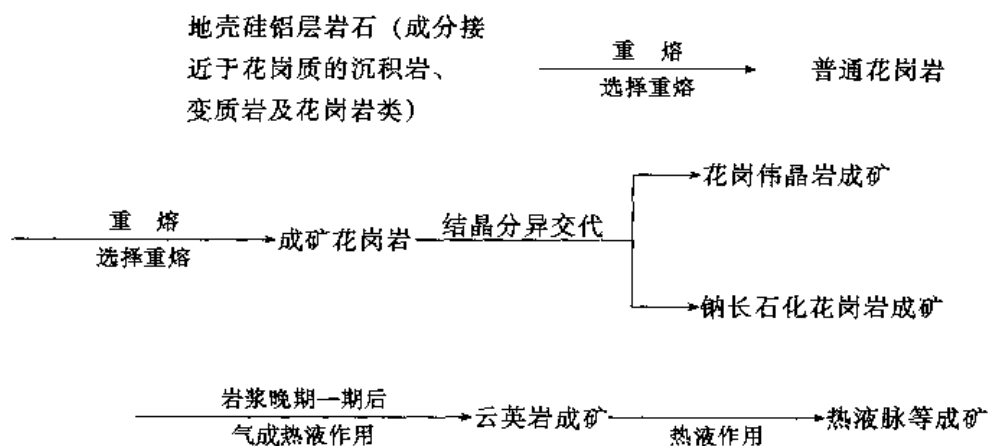 地壳硅铝层岩石（成分接
近于花岗质的沉积岩、
变质岩及花岗岩类）
重 熔
选择重熔
普通花岗岩
花岗伟晶岩成矿
重 熔
选择重熔
成矿花岗岩
结晶分异交代
钠长石化花岗岩成矿
岩浆晚期—期后
气成热液作用
云英岩成矿
热液作用
热液脉等成矿